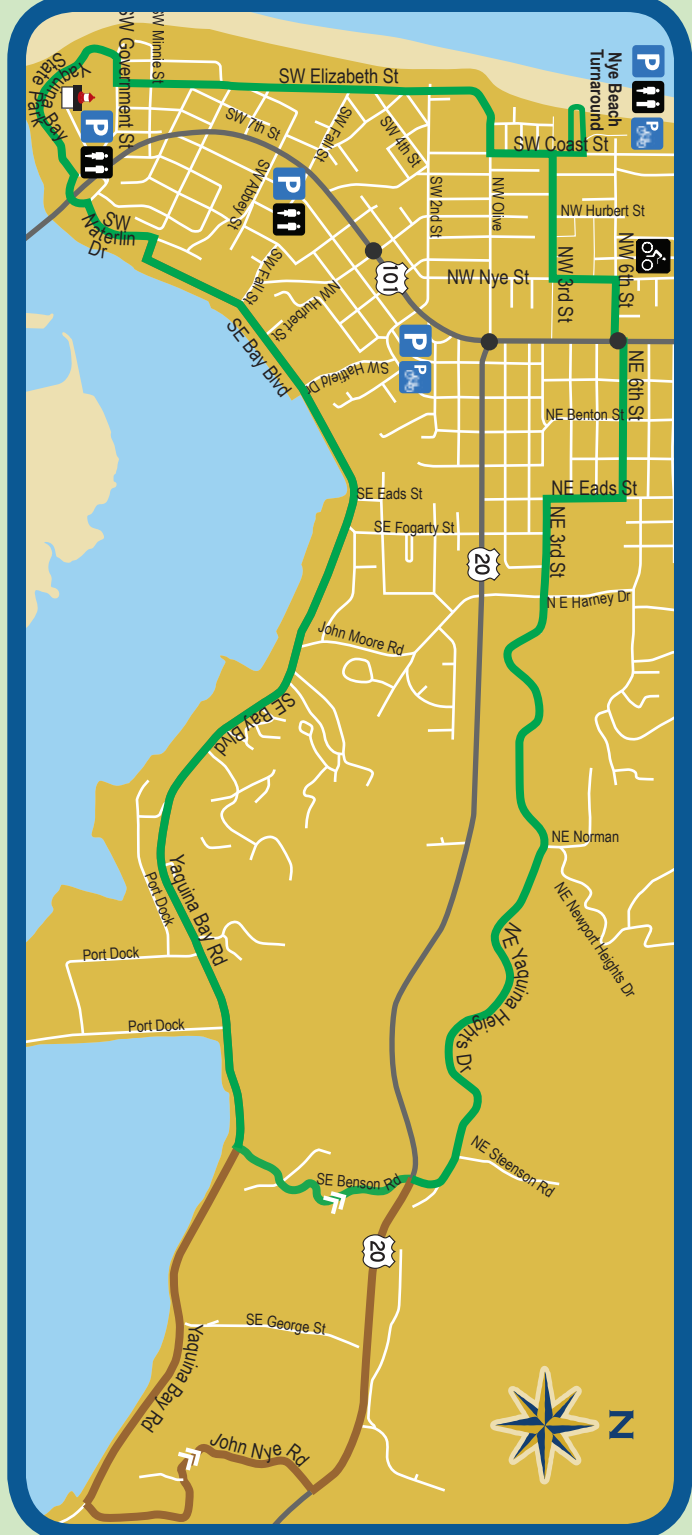 P
Nye Beach
Turnaround
P
SW Coast St
NW Hurbert St
NW 6th St
NW 3rd St
NW Olive
NW Nye St
SW 2nd St
SW Elizabeth St
SW Minnie St
SW Government St
Yaquina Bay
State Park
P
SW 7th St
SW Fall St
SW 4th St
SW Abbey St
P
101
SW
Naterlin
Dr
SW Fall St
NW Hurbert St
SE Bay Blvd
SW Hatfield Dr
P
P
NE 6th St
NE Benton St
NE Eads St
NE 3rd St
SE Eads St
SE Fogarty St
20
N E Harney Dr
John Moore Rd
SE Bay Blvd
NE Norman
NE Newport Heights Dr
Port Dock
Yaquina Bay Rd
Port Dock
Port Dock
NE Yaquina Heights Dr
NE Steenson Rd
SE Benson Rd
20
SE George St
Yaquina Bay Rd
John Nye Rd
N